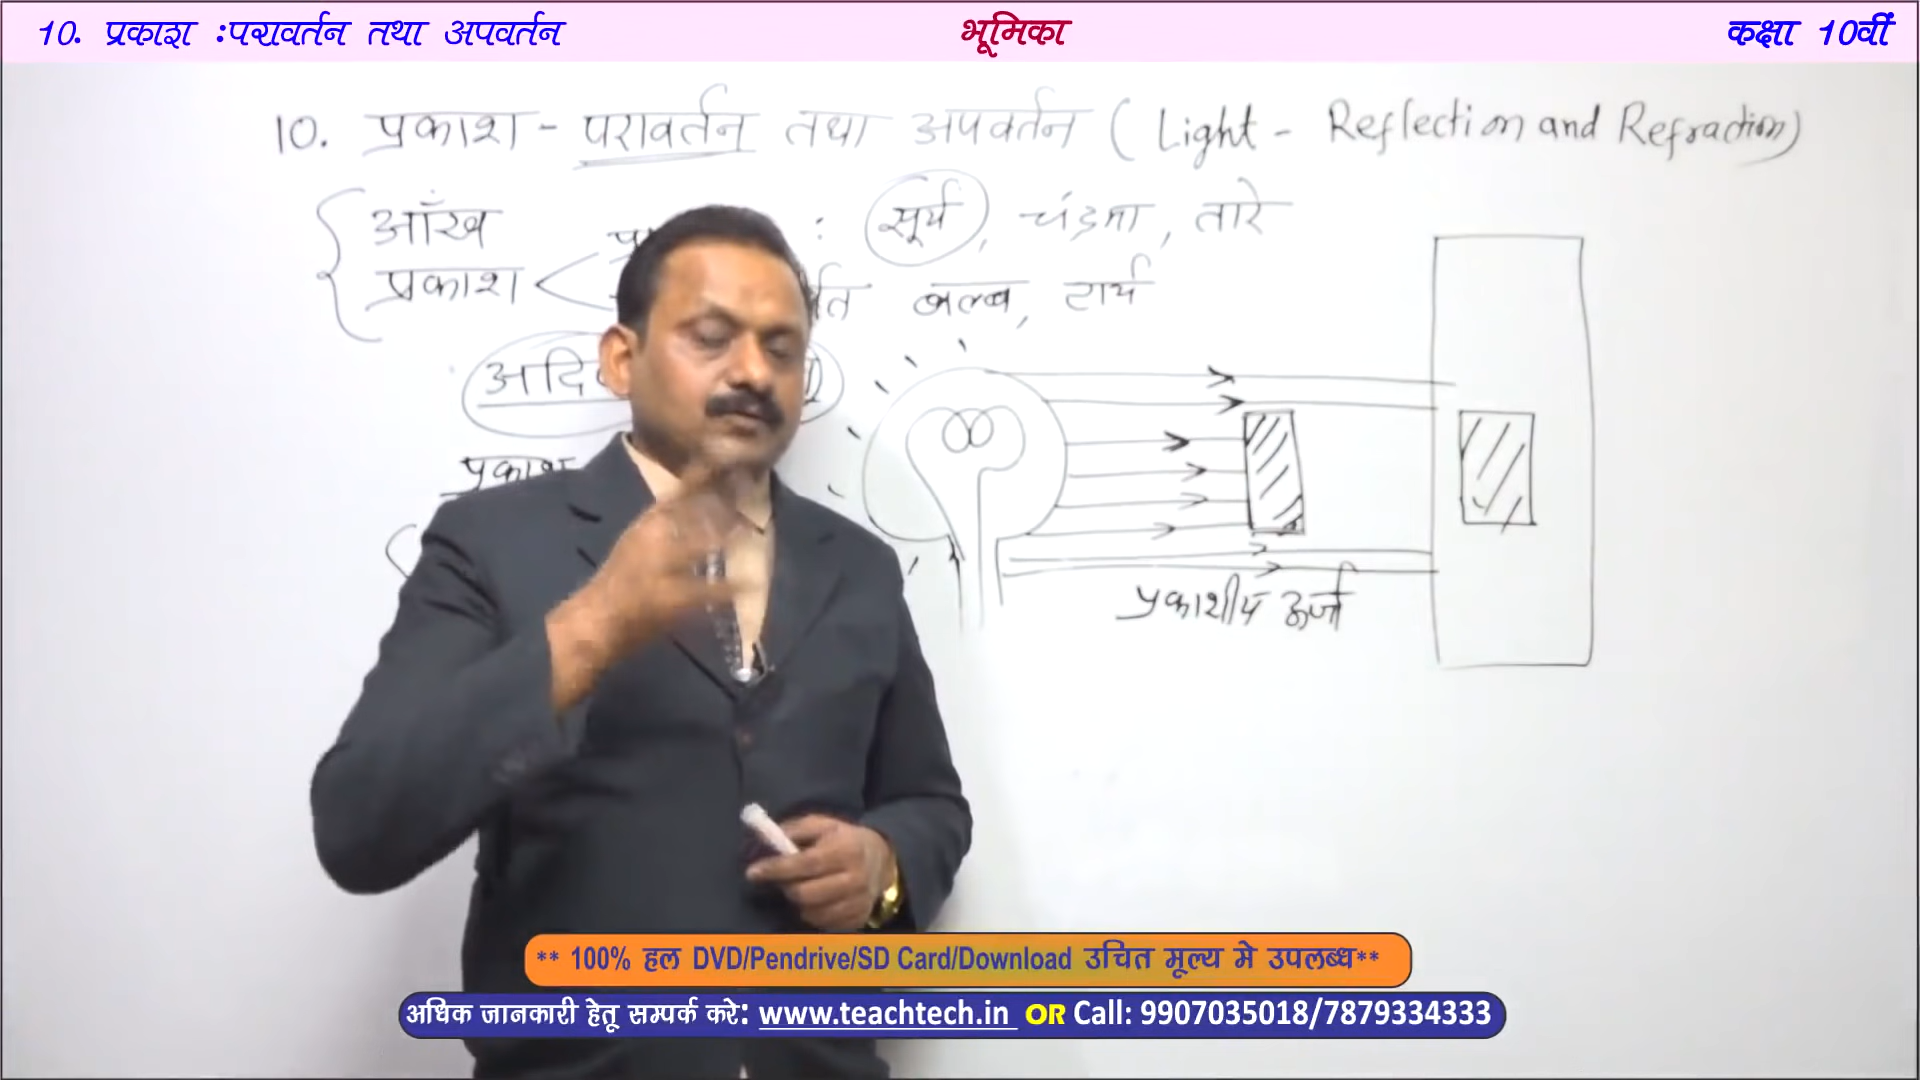 10. प्रकाश :परावर्तन तथा अपवर्तन
भूमिका
कक्षा 10वीं
10. प्रकाश - परावर्तन तथा अपवर्तन ( Light - Reflection and Refraction)
आँख : सूर्य, चंद्रमा, तारे
प्रकाश बल्ब, टार्च
प्रकाश
प्रकाशीय ऊर्जा
** 100% हल DVD/Pendrive/SD Card/Download उचित मूल्य मे उपलब्ध**
अधिक जानकारी हेतू सम्पर्क करे: www.teachtech.in OR Call: 9907035018/7879334333